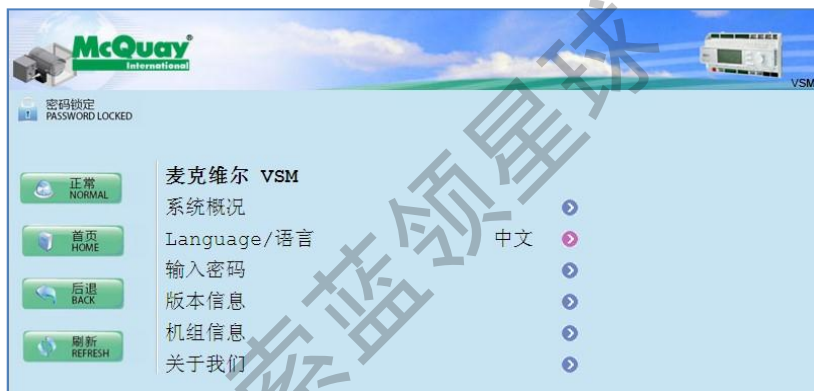 McQuay
International
VSM
密码锁定
PASSWORD LOCKED
正常
NORMAL
首页
HOME
后退
BACK
刷新
REFRESH
麦克维尔 VSM
系统概况
Language/语言 中文
输入密码
版本信息
机组信息
关于我们
索蓝领星球